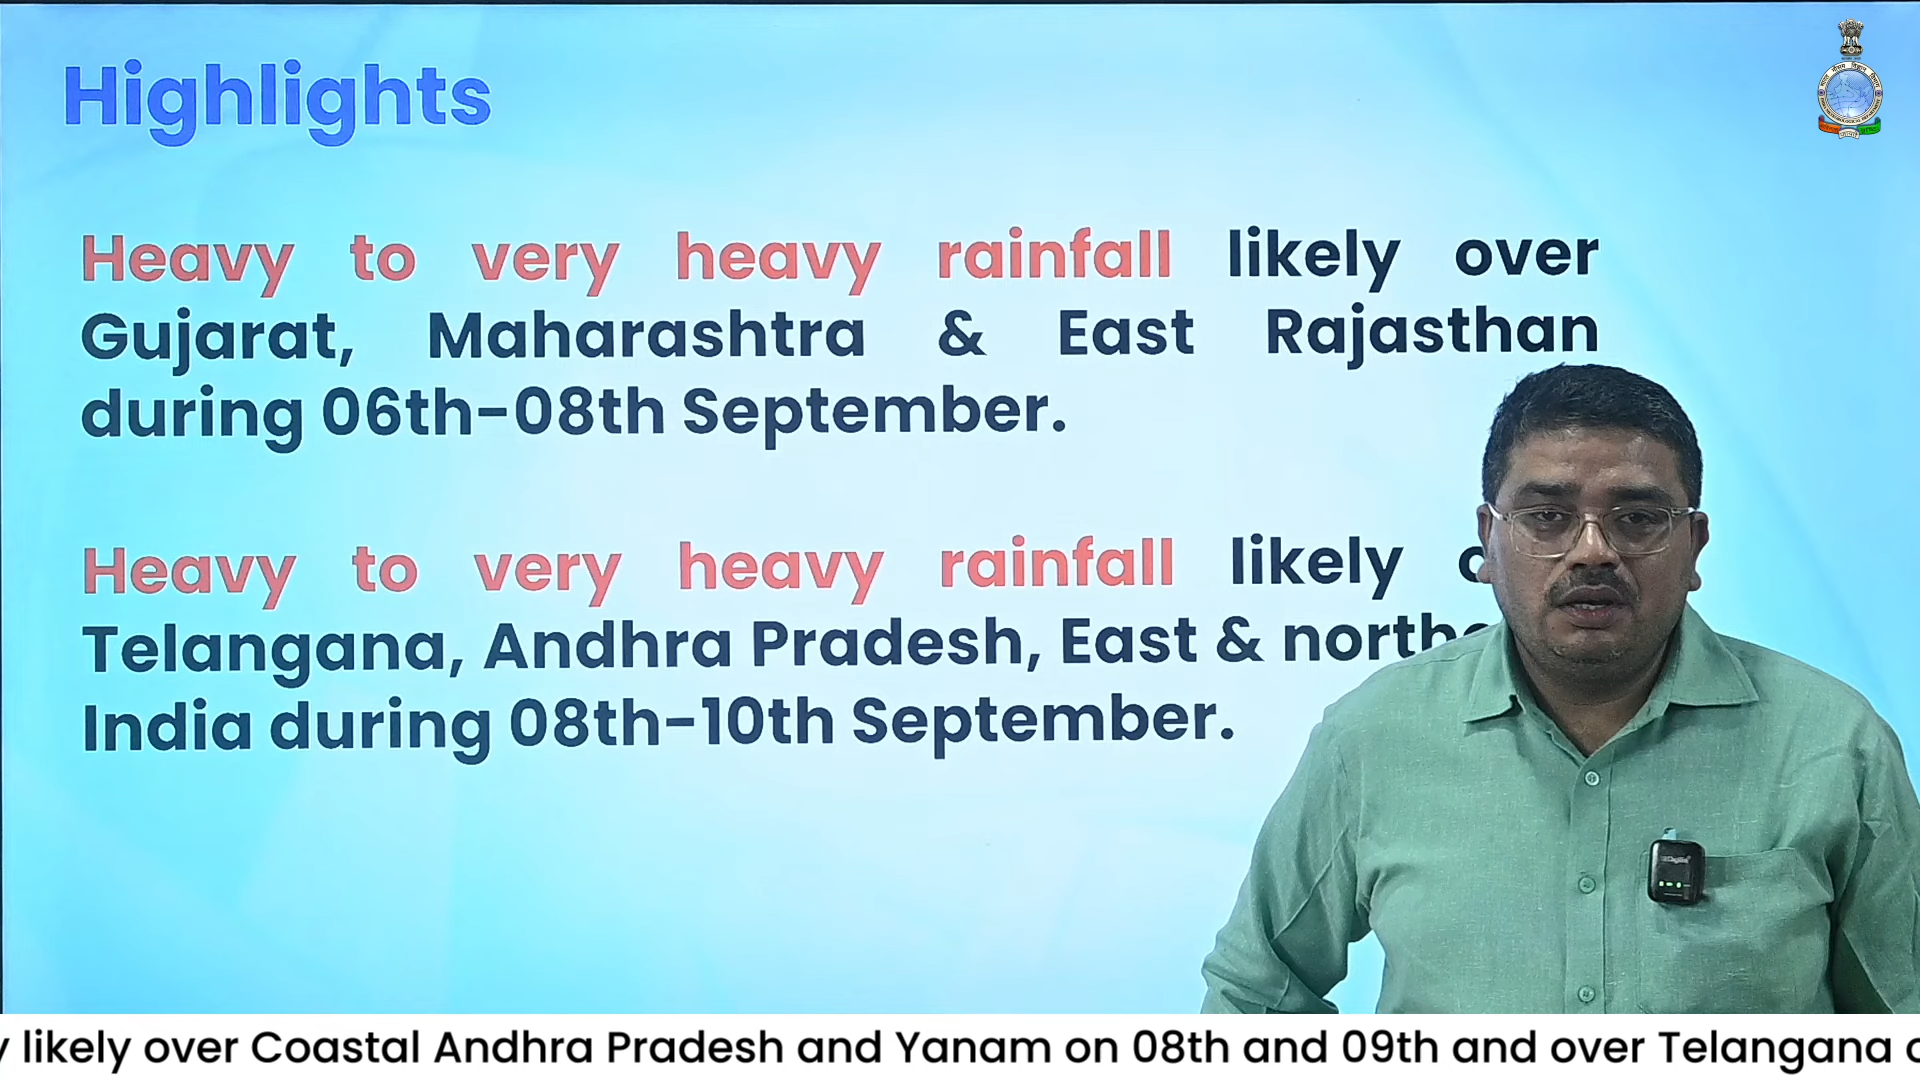 Highlights
Heavy to very heavy rainfall likely over
Gujarat, Maharashtra & East Rajasthan
during 06th-08th September.
Heavy to very heavy rainfall likely
Telangana, Andhra Pradesh, East &
India during 08th-10th September.
likely over Coastal Andhra Pradesh and Yanam on 08th and 09th and over Telangana